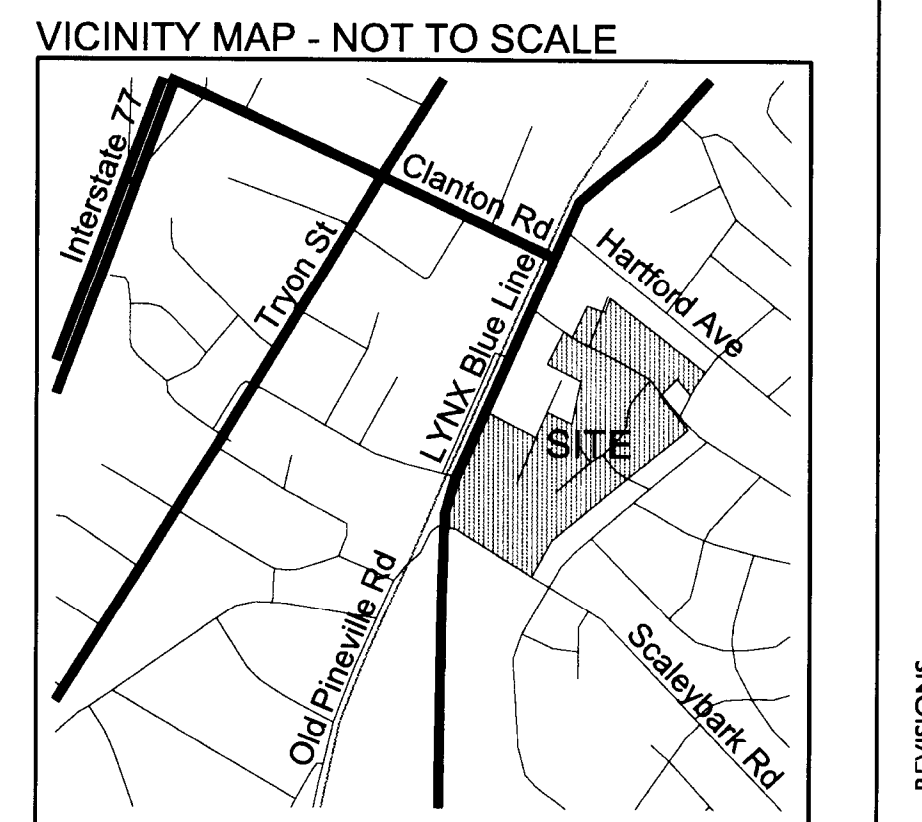 VICINITY MAP - NOT TO SCALE
Interstate 77
Clanton Rd
Tryon St
Hartford Ave
LYNX Blue Line
SITE
Old Pineville Rd
Scaleybark Rd
REVISIONS